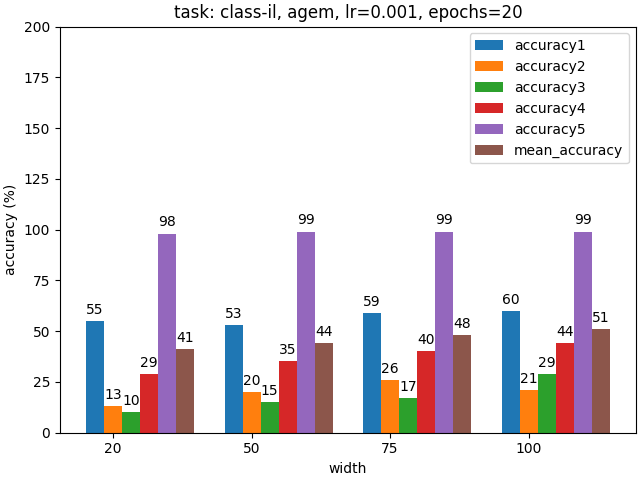 task: class-il, agem, lr=0.001, epochs=20
accuracy (%)
200
175
150
125
100
75
50
25
0
accuracy1
accuracy2
accuracy3
accuracy4
accuracy5
mean_accuracy
55 13 10 29 98 41
53 20 15 35 99 44
59 26 17 40 99 48
60 21 29 44 99 51
20 50 75 100
width